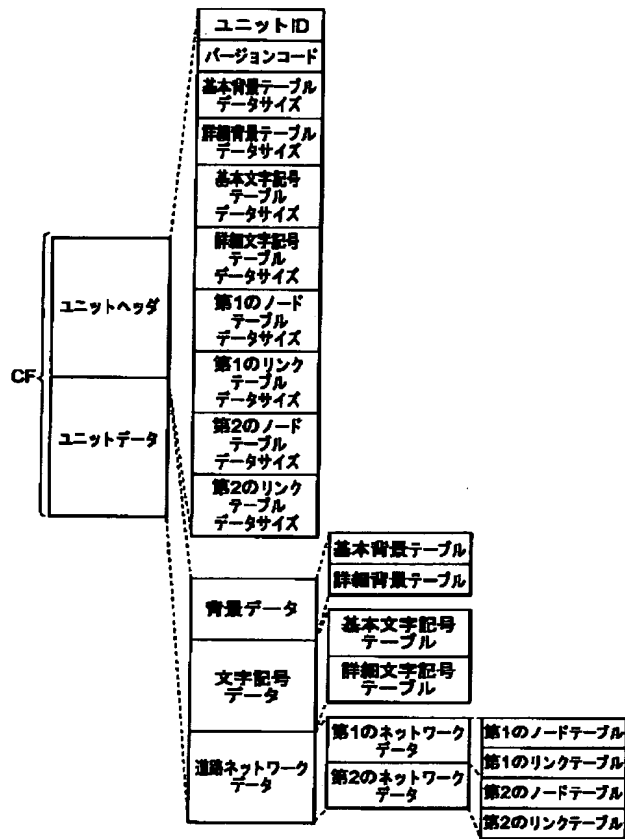 ユニットID
バージョンコード
基本背景テーブル
データサイズ
詳細背景テーブル
データサイズ
基本文字記号
テーブル
データサイズ
詳細文字記号
テーブル
データサイズ
第1のノード
テーブル
データサイズ
第1のリンク
テーブル
データサイズ
第2のノード
テーブル
データサイズ
第2のリンク
テーブル
データサイズ
CF
ユニットヘッダ
ユニットデータ
背景データ
文字記号
データ
道路ネットワーク
データ
基本背景テーブル
詳細背景テーブル
基本文字記号
テーブル
詳細文字記号
テーブル
第1のネットワーク
データ
第2のネットワーク
データ
第1のノードテーブル
第1のリンクテーブル
第2のノードテーブル
第2のリンクテーブル